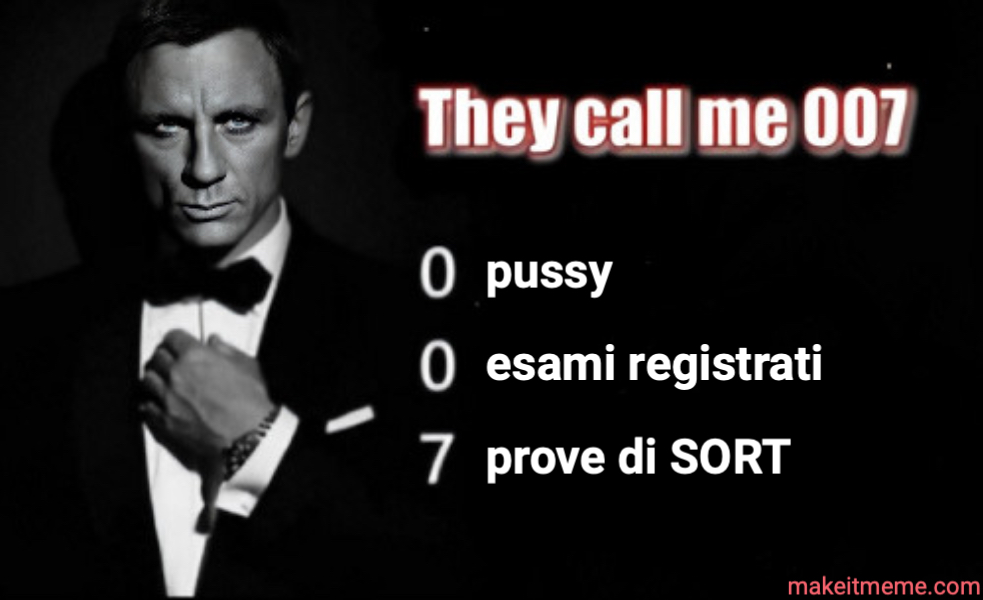 They call me 007
0 pussy
0 esami registrati
7 prove di SORT
makeitmeme.com